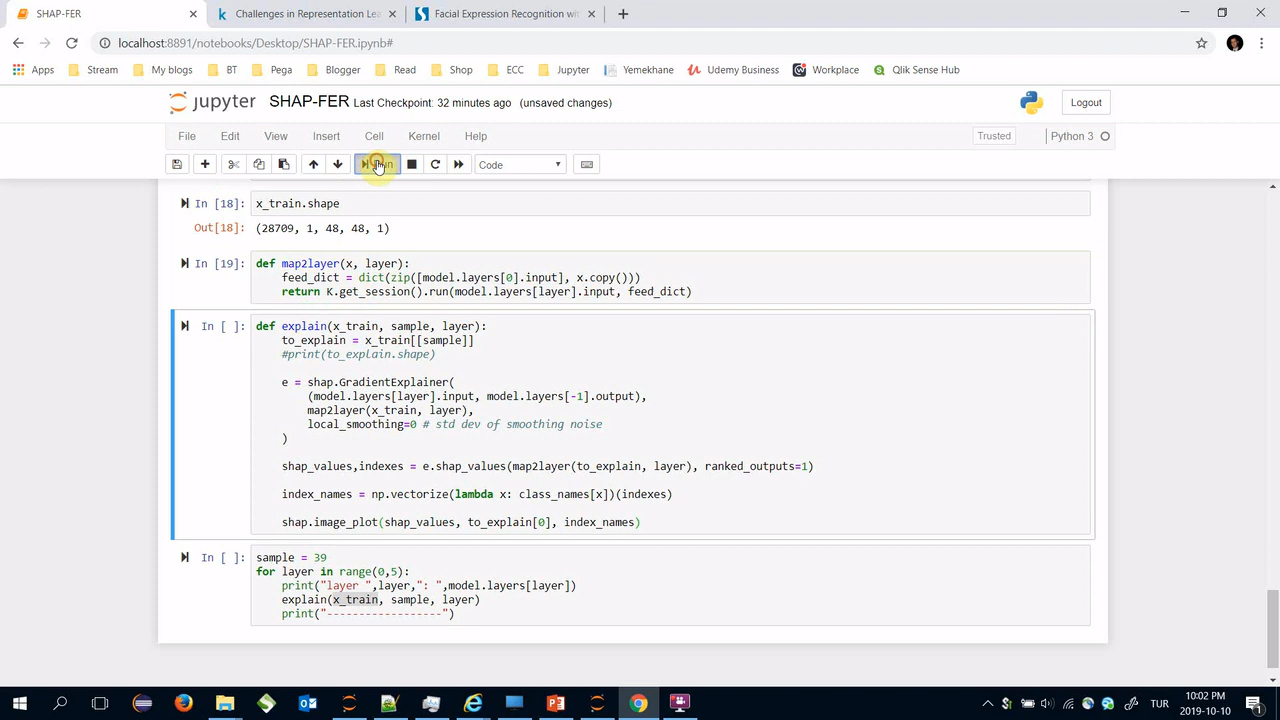 SHAP-FER
Challenges in Representation Lea
Facial Expression Recognition wit
localhost:8891/notebooks/Desktop/SHAP-FER.ipynb#
Apps Stream My blogs BT Pega Blogger Read Shop ECC Jupyter Yemekhane Udemy Business Workplace Qlik Sense Hub
jupyter SHAP-FER Last Checkpoint: 32 minutes ago (unsaved changes) Logout
File Edit View Insert Cell Kernel Help Trusted Python 3
Code
In [18]: x_train.shape
Out[18]: (28709, 1, 48, 48, 1)
In [19]: def map2layer(x, layer):
feed_dict = dict(zip([model.layers[0].input], x.copy()))
return K.get_session().run(model.layers[layer].input, feed_dict)
In [ ]: def explain(x_train, sample, layer):
to_explain = x_train[[sample]]
#print(to_explain.shape)
e = shap.GradientExplainer(
(model.layers[layer].input, model.layers[-1].output),
map2layer(x_train, layer),
local_smoothing=0 # std dev of smoothing noise
)
shap_values,indexes = e.shap_values(map2layer(to_explain, layer), ranked_outputs=1)
index_names = np.vectorize(lambda x: class_names[x])(indexes)
shap.image_plot(shap_values, to_explain[0], index_names)
In [ ]: sample = 39
for layer in range(0,5):
print("layer ",layer,": ",model.layers[layer])
explain(x_train, sample, layer)
print("------------------")
TUR
10:02 PM
2019-10-10